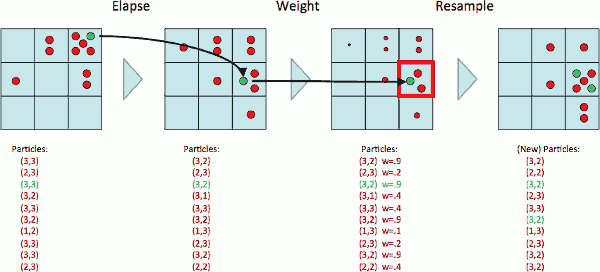 Elapse
Weight
Resample
Particles:
(3,3)
(2,3)
(3,3)
(3,2)
(3,3)
(3,2)
(1,2)
(3,3)
(3,3)
(2,3)
Particles:
(3,2)
(2,3)
(3,2)
(3,1)
(3,3)
(3,2)
(1,3)
(2,3)
(3,2)
(2,2)
Particles:
(3,2) w=.9
(2,3) w=.2
(3,2) w=.9
(3,1) w=.4
(3,3) w=.4
(3,2) w=.9
(1,3) w=.1
(2,3) w=.2
(3,2) w=.9
(2,2) w=.4
(New) Particles:
(3,2)
(2,2)
(3,2)
(2,3)
(3,3)
(3,2)
(1,3)
(2,3)
(3,2)
(3,2)